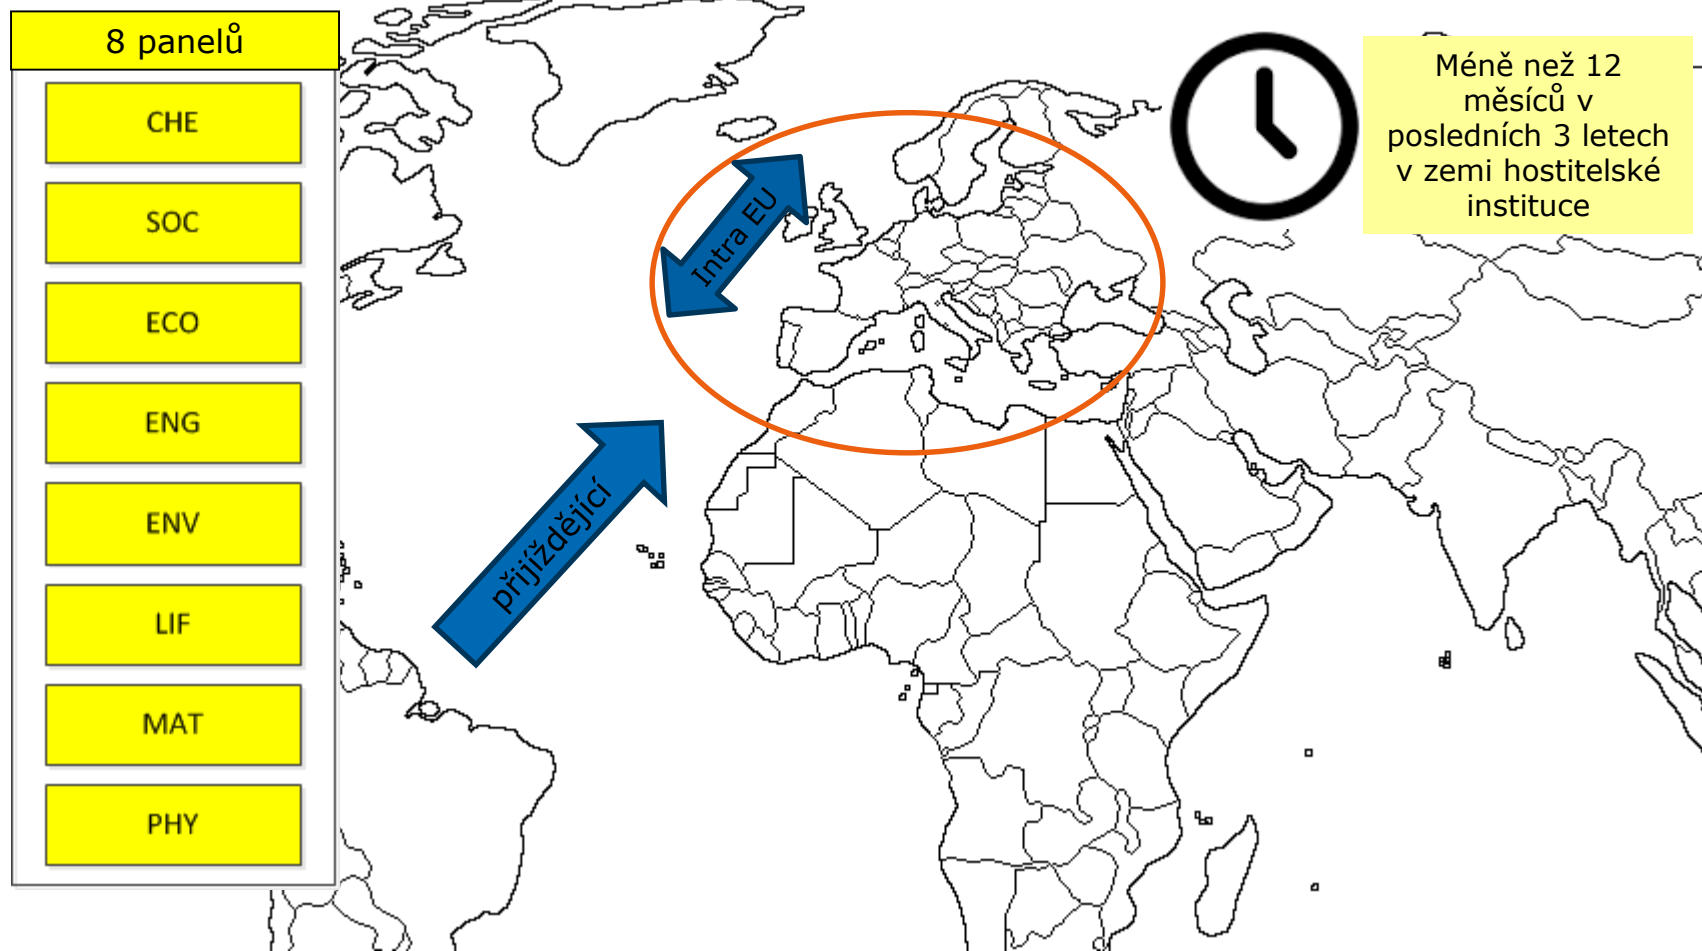 8 panelů
CHE
SOC
ECO
ENG
ENV
LIF
MAT
PHY
Intra EU
přijíždějící
Méně než 12
měsíců v
posledních 3 letech
v zemi hostitelské
instituce